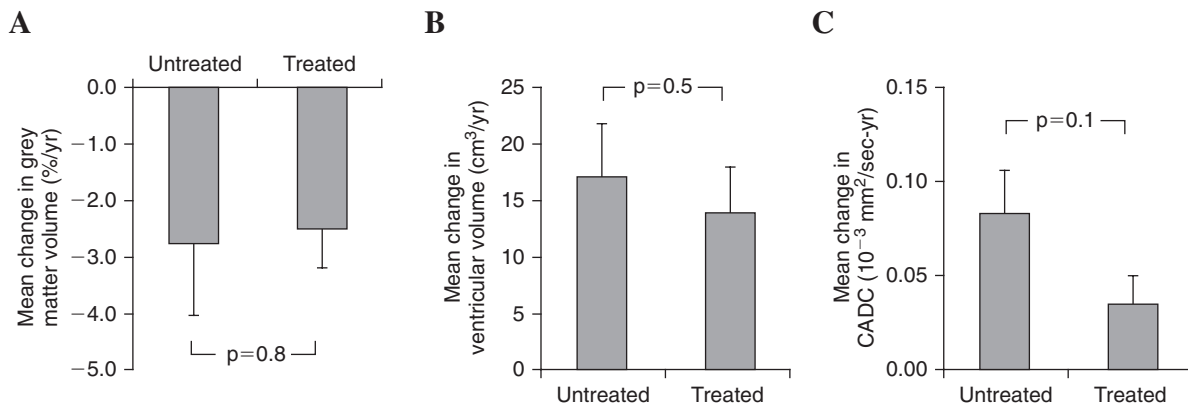 A
Untreated Treated
0.0
−1.0
−2.0
−3.0
−4.0
−5.0
Mean change in grey
matter volume (%/yr)
p=0.8
B
25
20
15
10
5
0
Mean change in
ventricular volume (cm³/yr)
p=0.5
Untreated Treated
C
0.15
0.10
0.05
0.00
Mean change in
CADC (10⁻³ mm²/sec-yr)
p=0.1
Untreated Treated